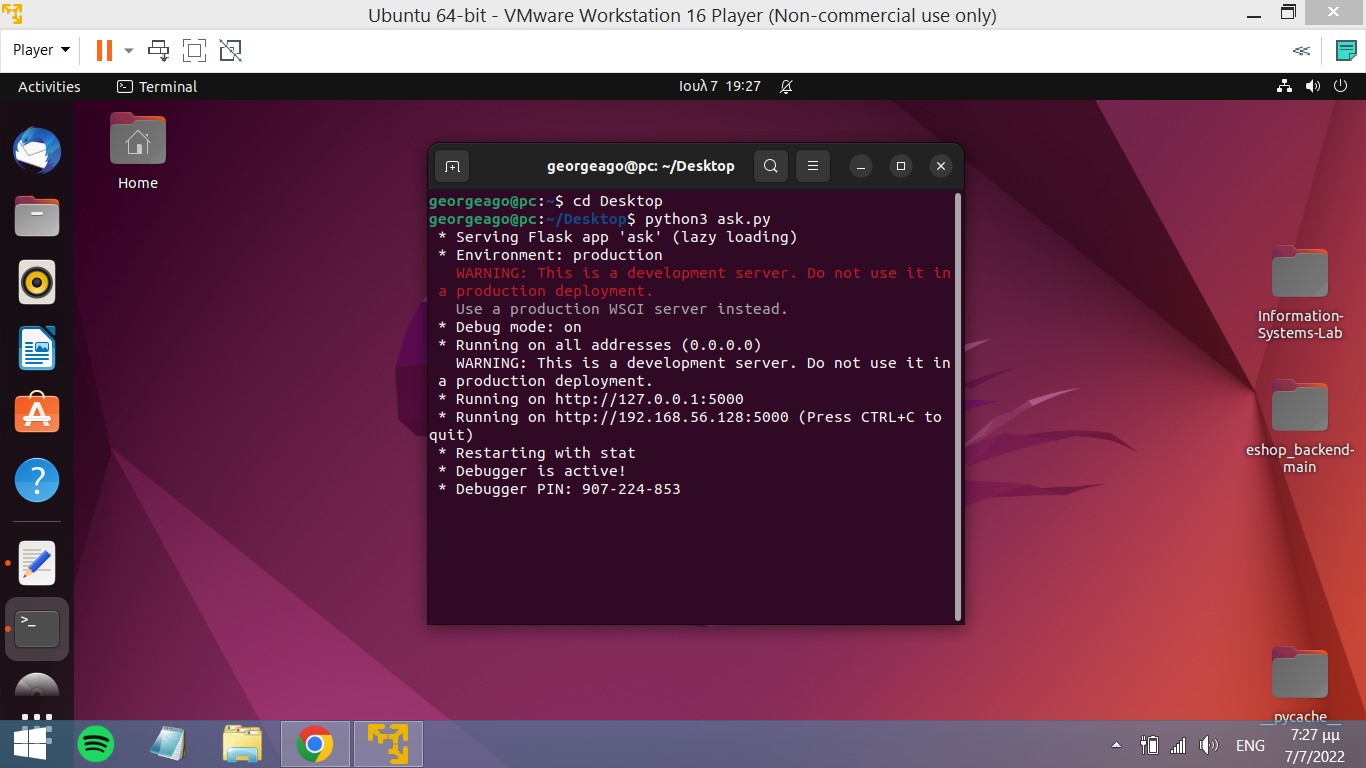 Ubuntu 64-bit - VMware Workstation 16 Player (Non-commercial use only)
Player
Activities
Terminal
Ιουλ 7 19:27
Home
georgeago@pc: ~/Desktop
georgeago@pc:~$ cd Desktop
georgeago@pc:~/Desktop$ python3 ask.py
* Serving Flask app 'ask' (lazy loading)
* Environment: production
WARNING: This is a development server. Do not use it in
a production deployment.
Use a production WSGI server instead.
* Debug mode: on
* Running on all addresses (0.0.0.0)
WARNING: This is a development server. Do not use it in
a production deployment.
* Running on http://127.0.0.1:5000
* Running on http://192.168.56.128:5000 (Press CTRL+C to
quit)
* Restarting with stat
* Debugger is active!
* Debugger PIN: 907-224-853
Information-
Systems-Lab
eshop_backend-
main
__pycache__
ENG
7:27 μμ
7/7/2022